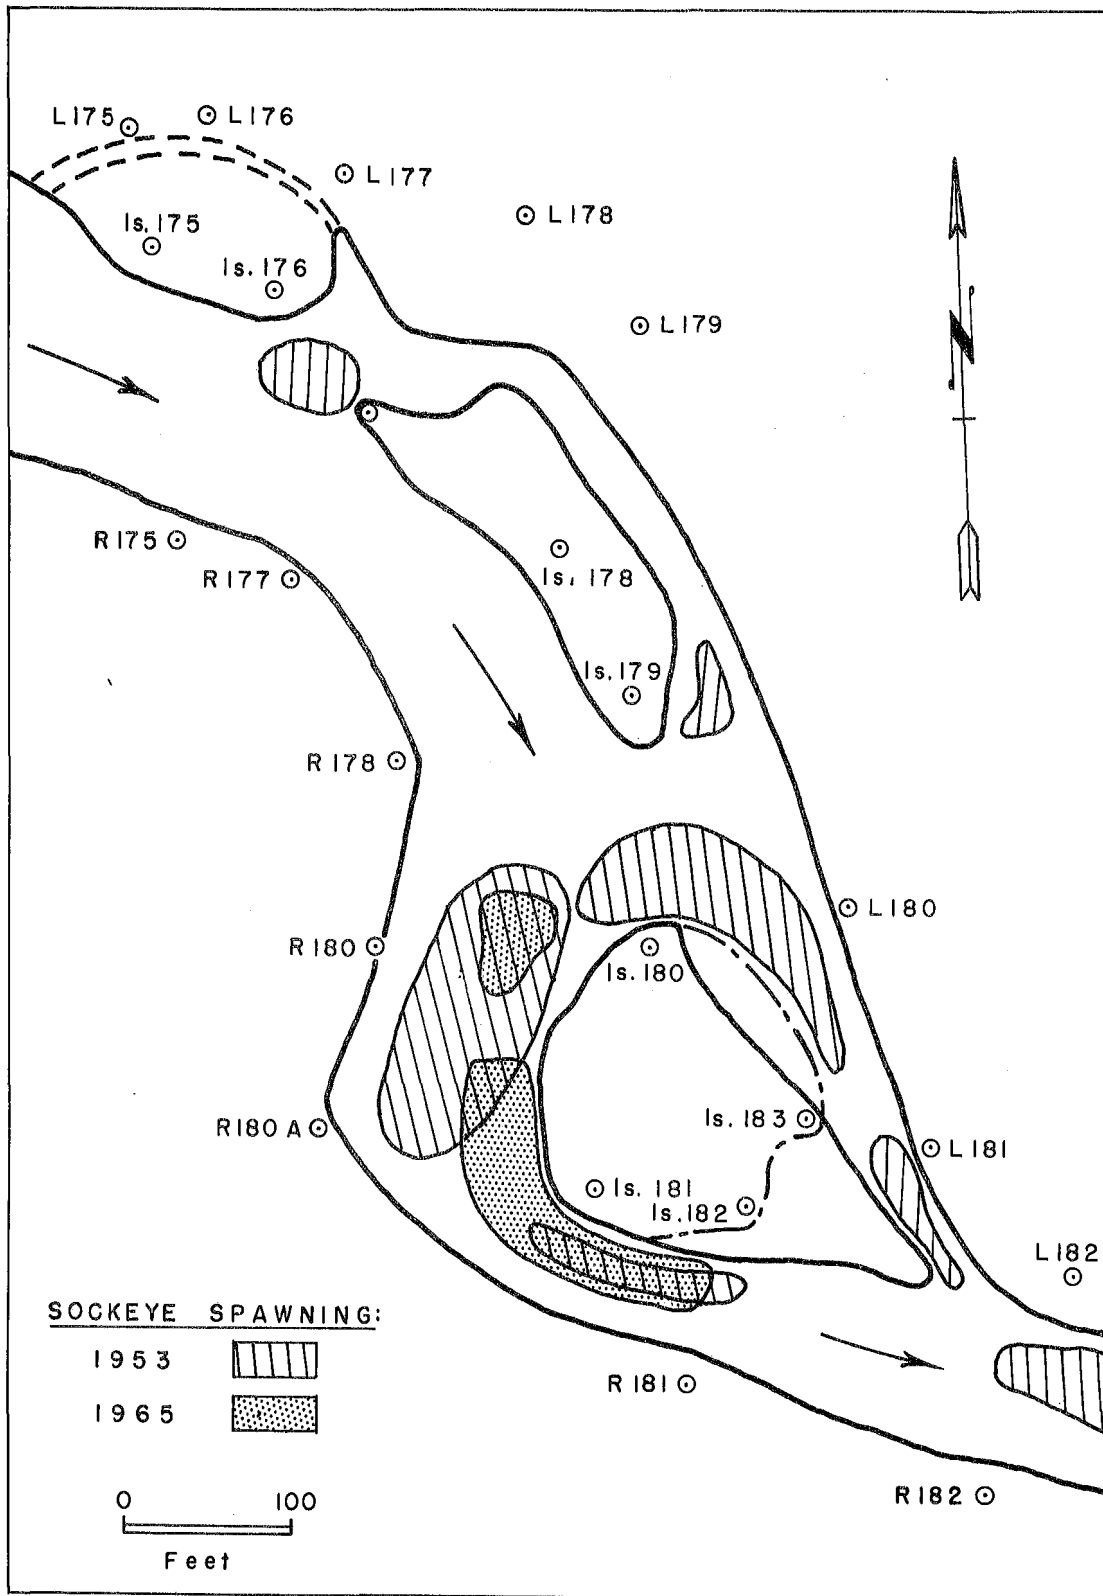 L175
L176
L177
L178
Is.175
Is.176
L179
R175
R177
Is. 178
Is.179
R178
L180
R180
Is.180
R180A
Is.183
L181
Is. 181
Is.182
L182
SOCKEYE SPAWNING:
1953
1965
R181
R182
0 100
Feet
N